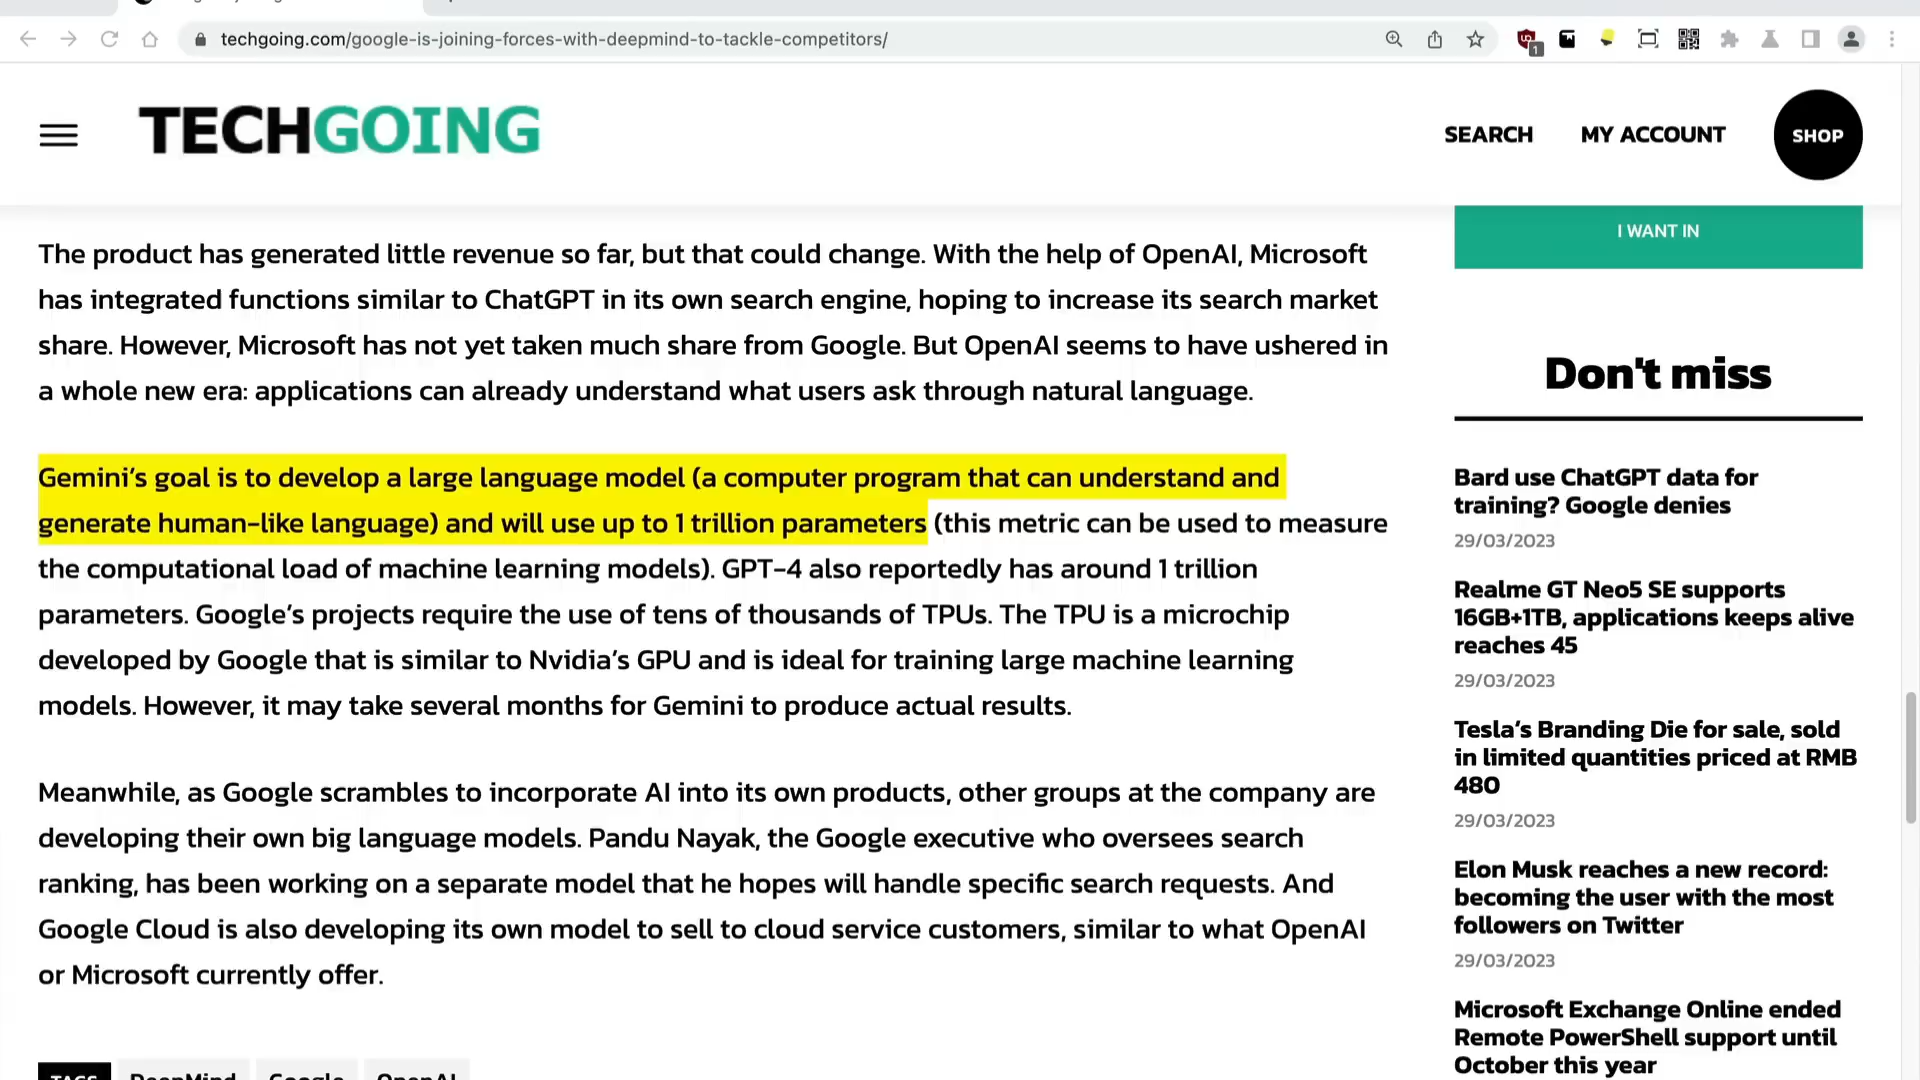 techgoing.com/google-is-joining-forces-with-deepmind-to-tackle-competitors/
1
TECHGOING
SEARCH
MY ACCOUNT
SHOP
The product has generated little revenue so far, but that could change. With the help of OpenAI, Microsoft
has integrated functions similar to ChatGPT in its own search engine, hoping to increase its search market
share. However, Microsoft has not yet taken much share from Google. But OpenAI seems to have ushered in
a whole new era: applications can already understand what users ask through natural language.
Gemini’s goal is to develop a large language model (a computer program that can understand and
generate human-like language) and will use up to 1 trillion parameters (this metric can be used to measure
the computational load of machine learning models). GPT-4 also reportedly has around 1 trillion
parameters. Google’s projects require the use of tens of thousands of TPUs. The TPU is a microchip
developed by Google that is similar to Nvidia’s GPU and is ideal for training large machine learning
models. However, it may take several months for Gemini to produce actual results.
Meanwhile, as Google scrambles to incorporate AI into its own products, other groups at the company are
developing their own big language models. Pandu Nayak, the Google executive who oversees search
ranking, has been working on a separate model that he hopes will handle specific search requests. And
Google Cloud is also developing its own model to sell to cloud service customers, similar to what OpenAI
or Microsoft currently offer.
TAGS
DeepMind
Google
OpenAI
I WANT IN
Don't miss
Bard use ChatGPT data for
training? Google denies
29/03/2023
Realme GT Neo5 SE supports
16GB+1TB, applications keeps alive
reaches 45
29/03/2023
Tesla’s Branding Die for sale, sold
in limited quantities priced at RMB
480
29/03/2023
Elon Musk reaches a new record:
becoming the user with the most
followers on Twitter
29/03/2023
Microsoft Exchange Online ended
Remote PowerShell support until
October this year